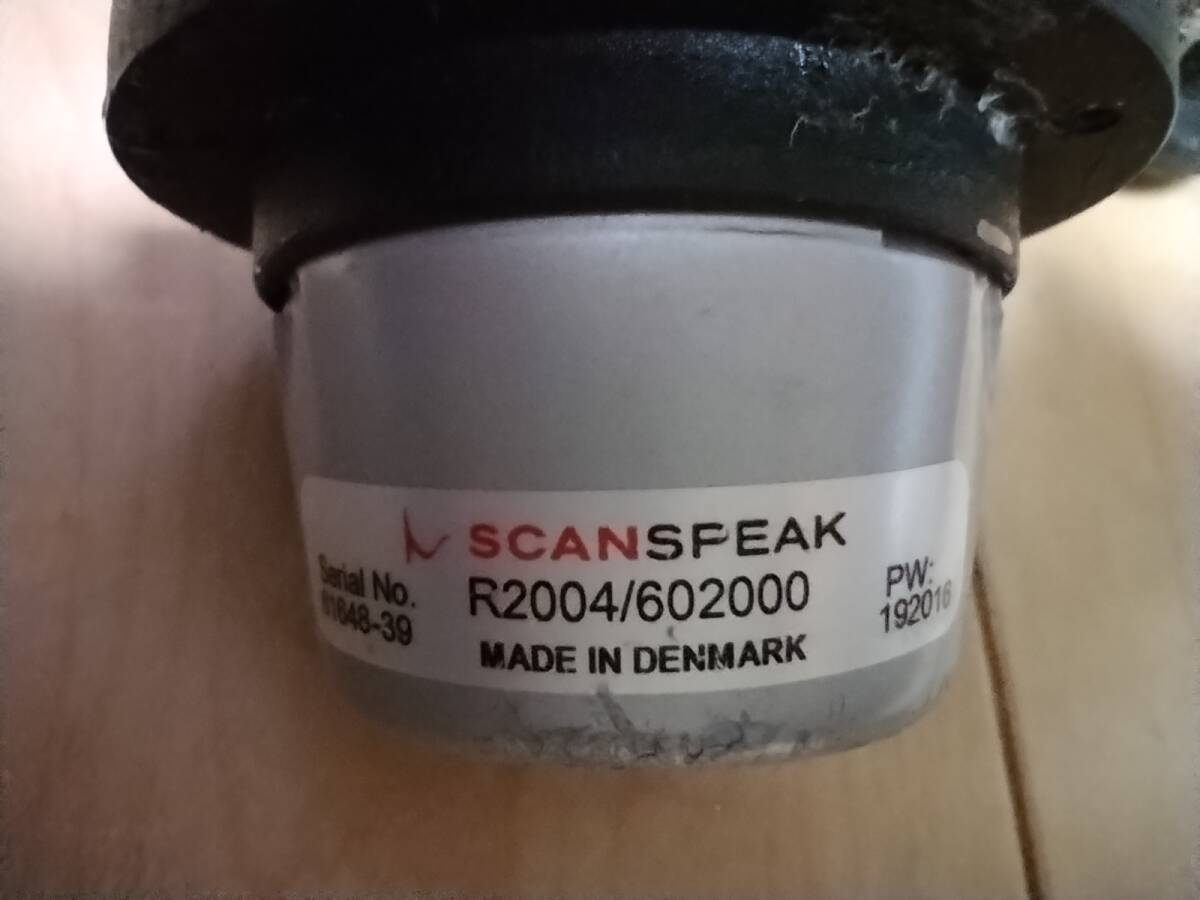 SCANSPEAK
R2004/602000
MADE IN DENMARK
Serial No.
PW:
192016